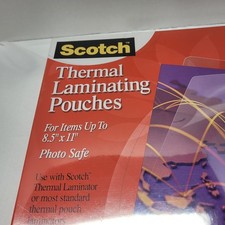 Scotch
Thermal
Laminating
Pouches
For Items Up To
8.5" x 11"
Photo Safe
Use with Scotch
Thermal Laminator
or most standard
thermal pouch